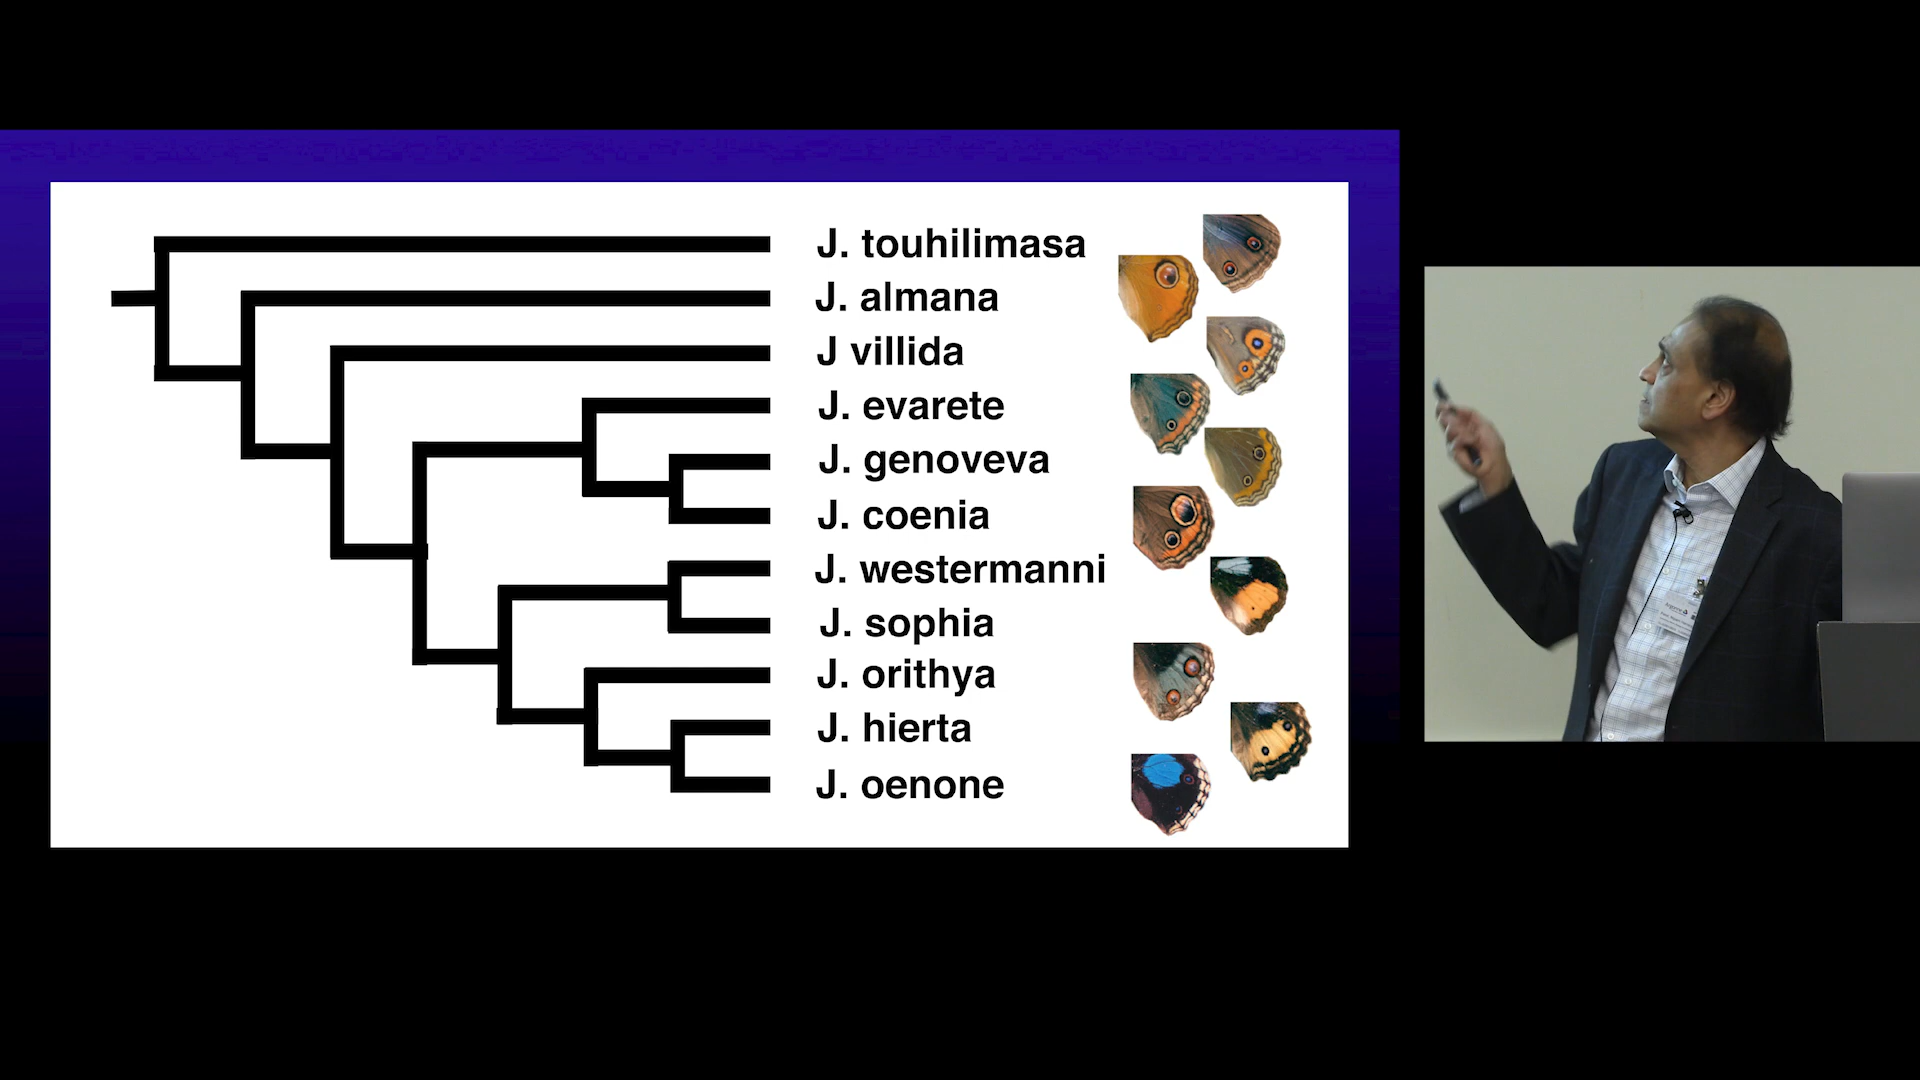 J. touhilimasa
J. almana
J villida
J. evarete
J. genoveva
J. coenia
J. westermanni
J. sophia
J. orithya
J. hierta
J. oenone